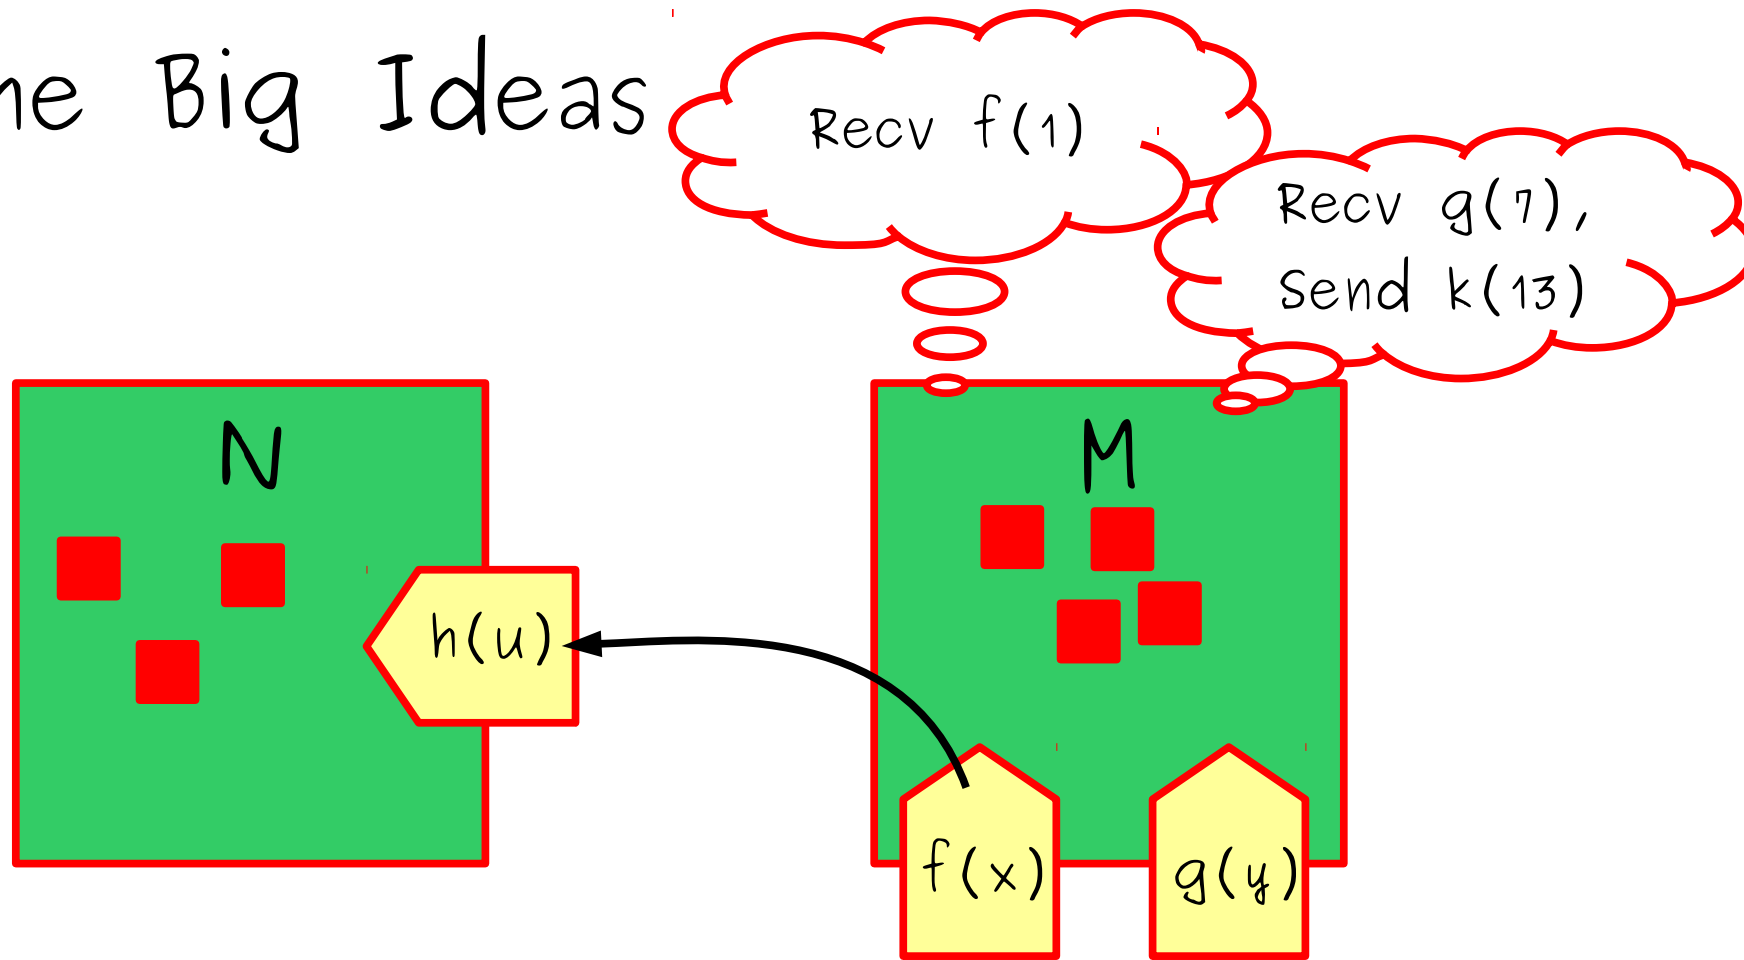 ne Big Ideas
Recv f(1)
Recv g(7),
Send k(13)
N
M
h(u)
f(x)
g(y)